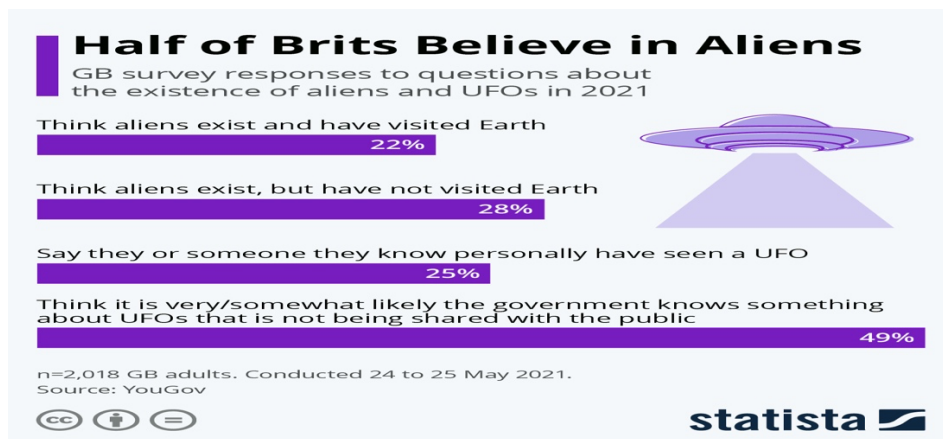 Half of Brits Believe in Aliens
GB survey responses to questions about
the existence of aliens and UFOs in 2021
Think aliens exist and have visited Earth
22%
Think aliens exist, but have not visited Earth
28%
Say they or someone they know personally have seen a UFO
25%
Think it is very/somewhat likely the government knows something
about UFOs that is not being shared with the public
49%
n=2,018 GB adults. Conducted 24 to 25 May 2021.
Source: YouGov
cc
statista